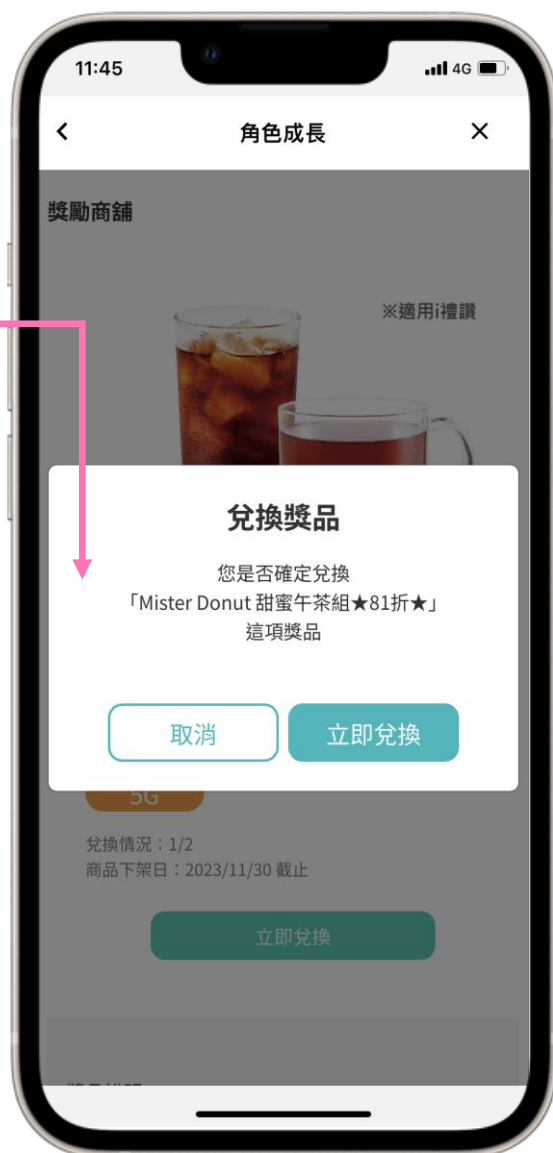 11:45
4G
角色成長
獎勵商舖
※適用i禮讚
兌換獎品
您是否確定兌換
「Mister Donut 甜蜜午茶組★81折★」
這項獎品
取消
立即兌換
5G
兌換情況：1/2
商品下架日：2023/11/30 截止
立即兌換